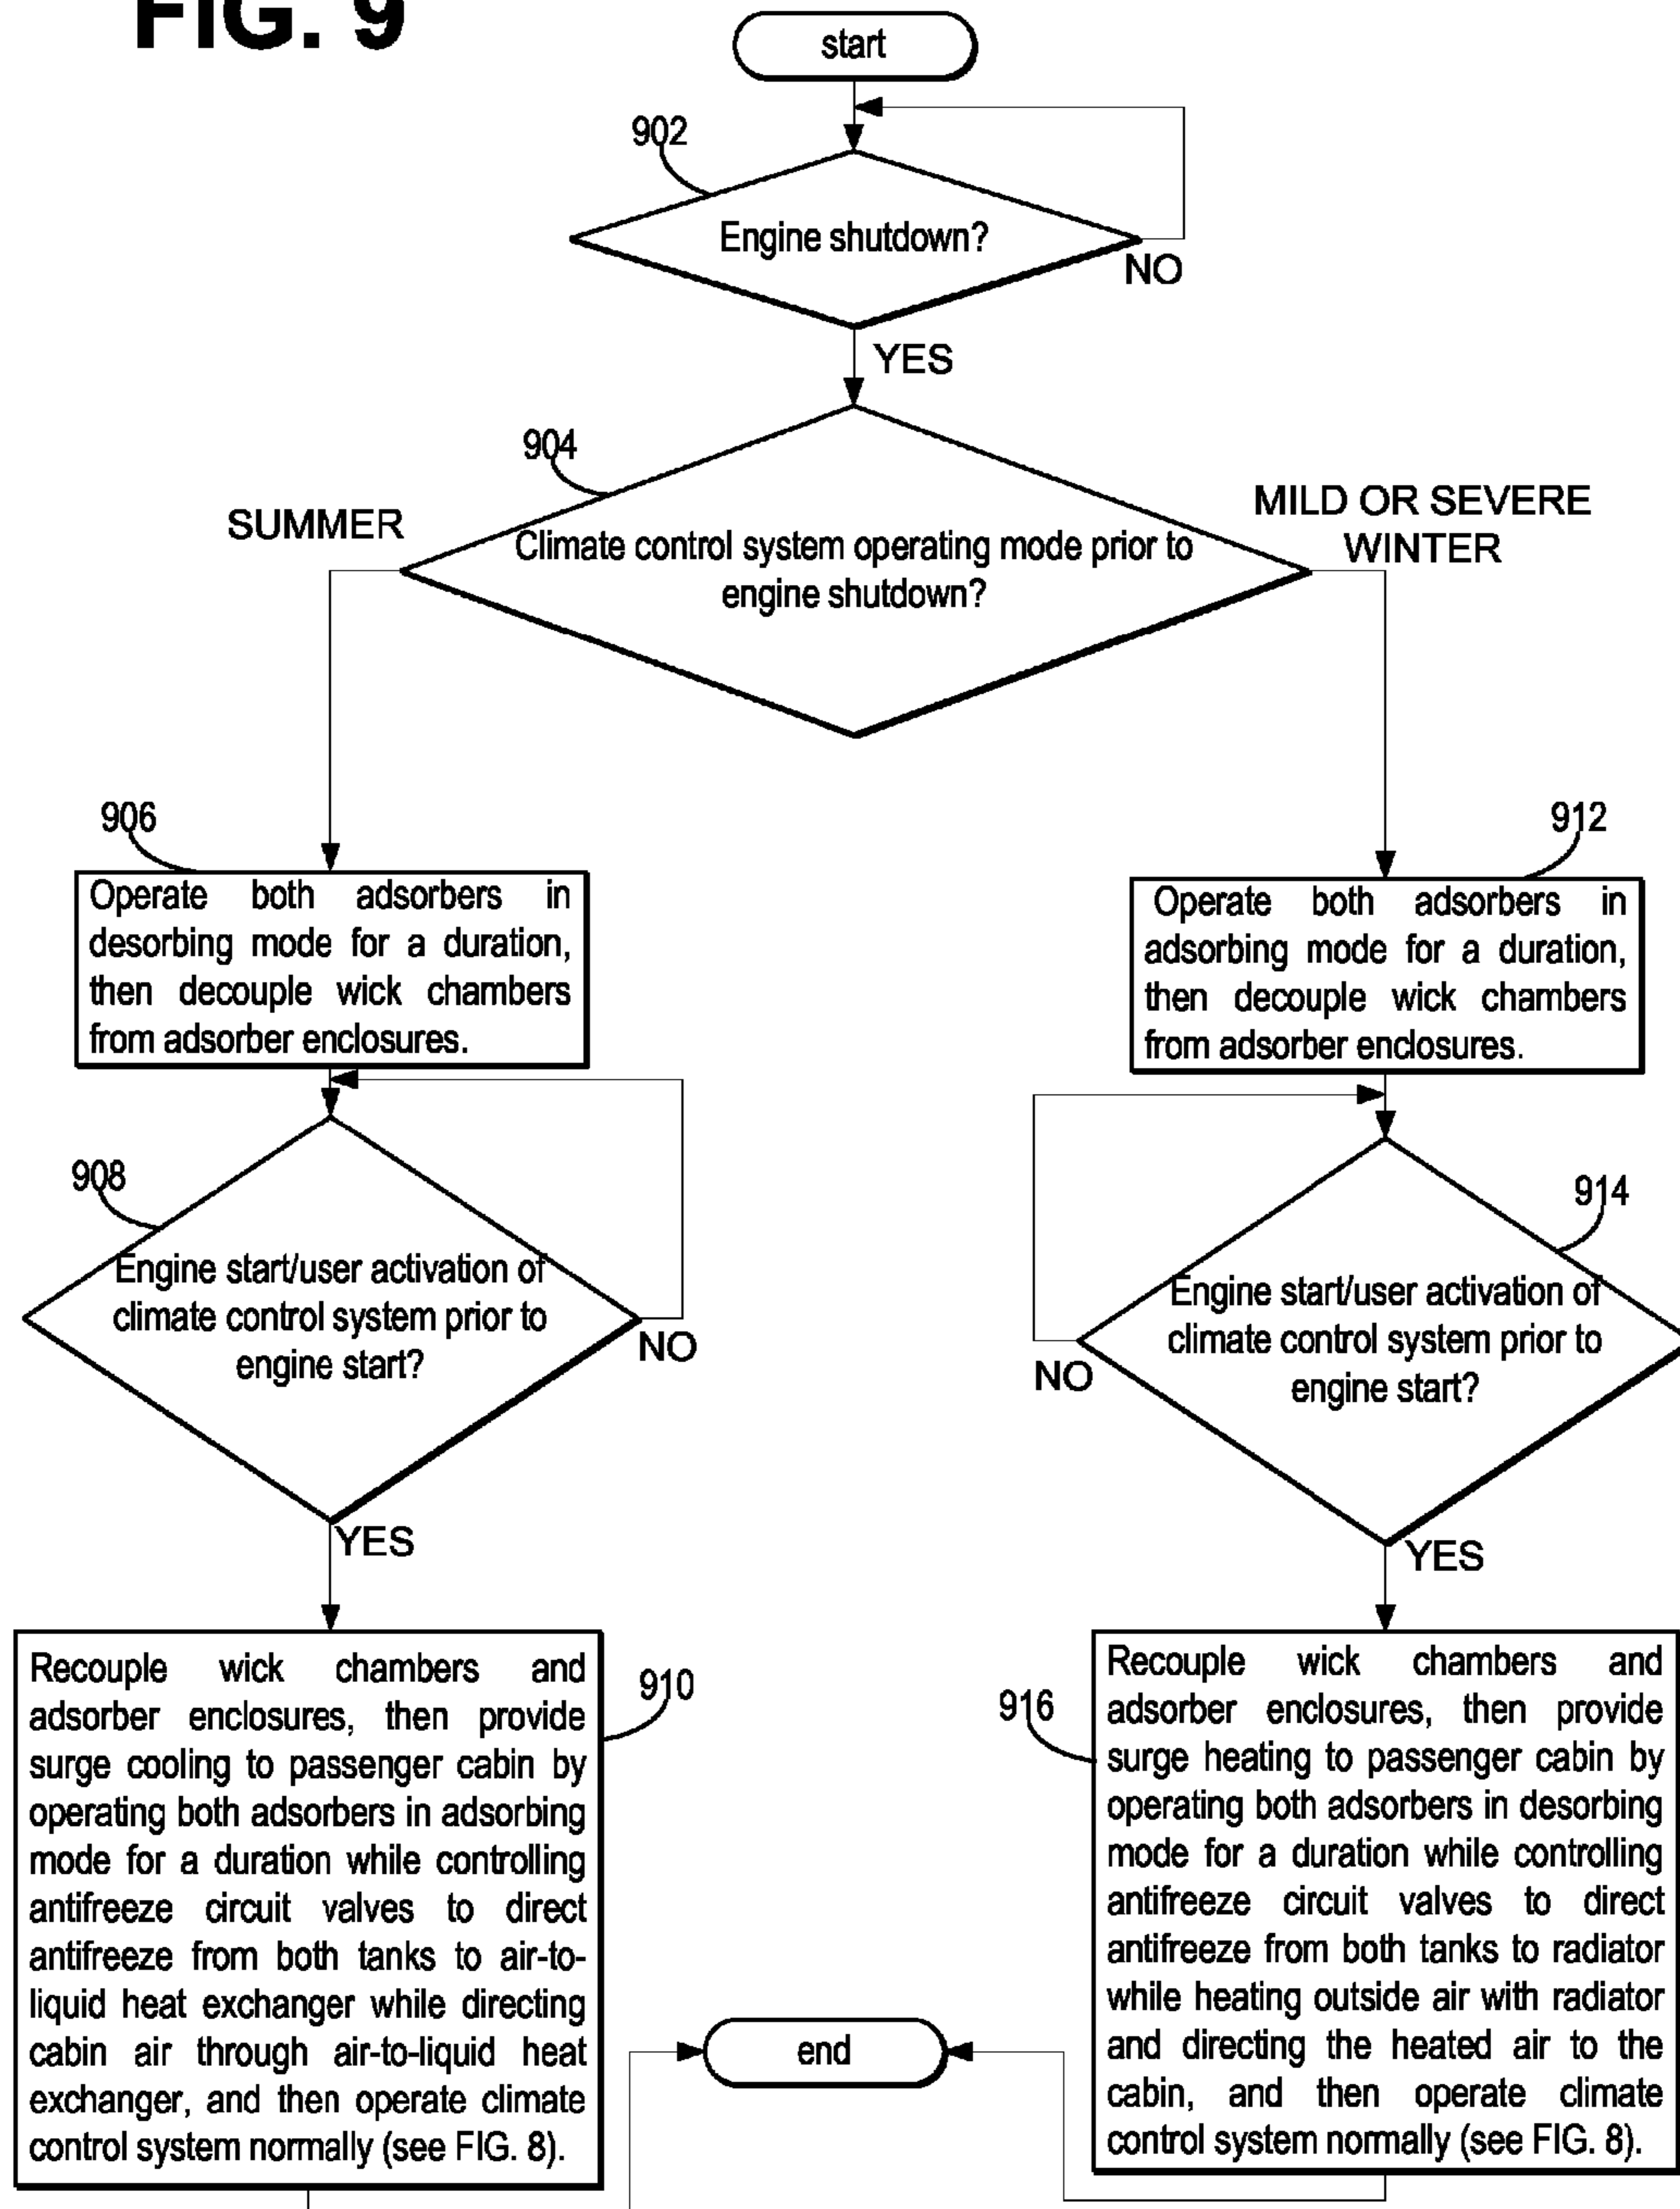 FIG. 9
start
902
Engine shutdown?
NO
YES
904
SUMMER
MILD OR SEVERE
WINTER
Climate control system operating mode prior to
engine shutdown?
906
Operate both adsorbers in
desorbing mode for a duration,
then decouple wick chambers
from adsorber enclosures.
912
Operate both adsorbers in
adsorbing mode for a duration,
then decouple wick chambers
from adsorber enclosures.
908
Engine start/user activation of
climate control system prior to
engine start?
NO
YES
914
Engine start/user activation of
climate control system prior to
engine start?
NO
YES
910
Recouple wick chambers and
adsorber enclosures, then provide
surge cooling to passenger cabin by
operating both adsorbers in adsorbing
mode for a duration while controlling
antifreeze circuit valves to direct
antifreeze from both tanks to air-to-
liquid heat exchanger while directing
cabin air through air-to-liquid heat
exchanger, and then operate climate
control system normally (see FIG. 8).
916
Recouple wick chambers and
adsorber enclosures, then provide
surge heating to passenger cabin by
operating both adsorbers in desorbing
mode for a duration while controlling
antifreeze circuit valves to direct
antifreeze from both tanks to radiator
while heating outside air with radiator
and directing the heated air to the
cabin, and then operate climate
control system normally (see FIG. 8).
end